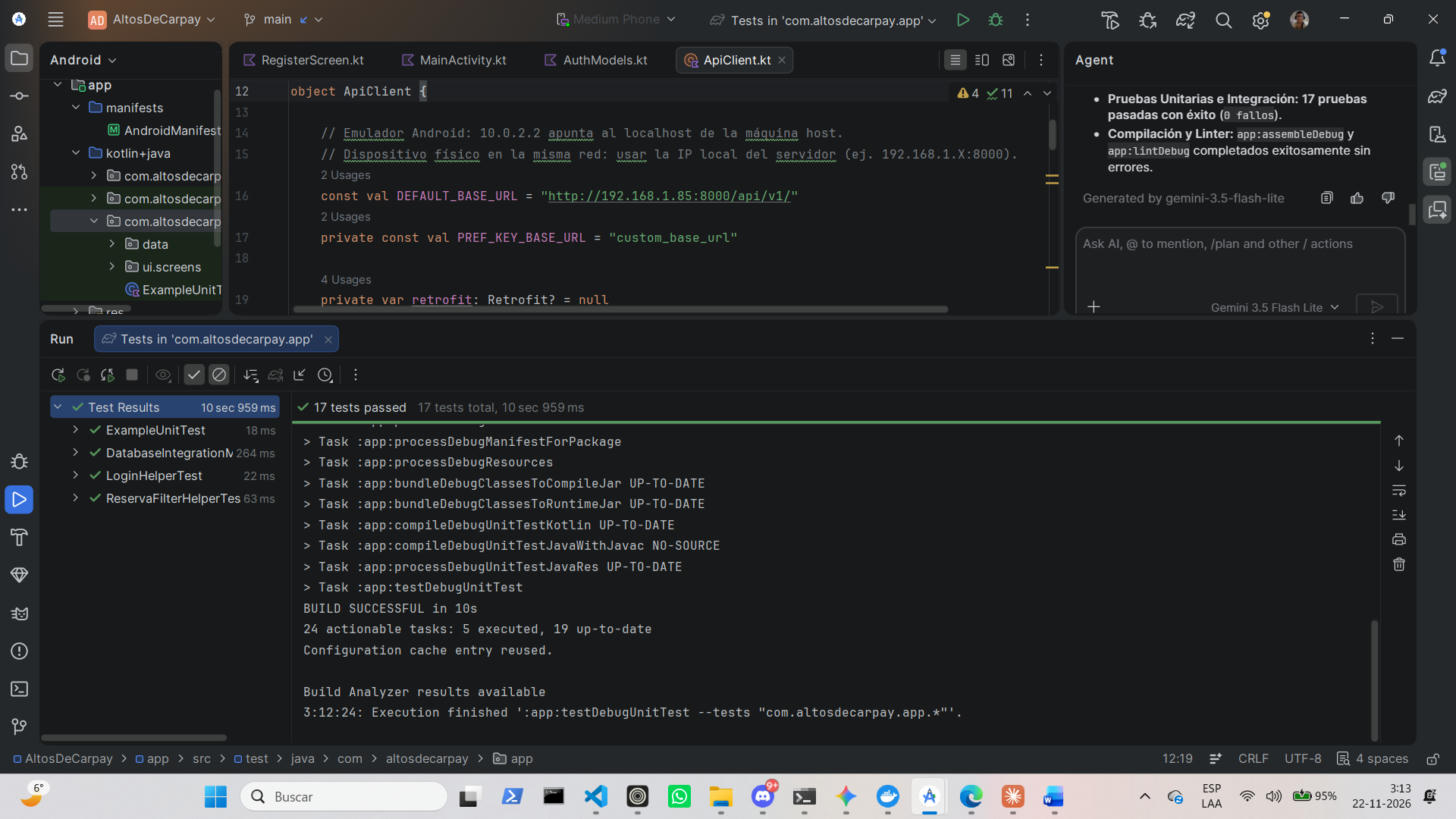 AD AltosDeCarpay main Medium Phone Tests in 'com.altosdecarpay.app'
Android
app
manifests
AndroidManifest
kotlin+java
com.altosdecarp
com.altosdecarp
com.altosdecarp
data
ui.screens
ExampleUnitT
res
RegisterScreen.kt MainActivity.kt AuthModels.kt ApiClient.kt
4 11
12 object ApiClient {
13
14 // Emulador Android: 10.0.2.2 apunta al localhost de la máquina host.
15 // Dispositivo físico en la misma red: usar la IP local del servidor (ej. 192.168.1.X:8000).
2 Usages
16 const val DEFAULT_BASE_URL = "http://192.168.1.85:8000/api/v1/"
2 Usages
17 private const val PREF_KEY_BASE_URL = "custom_base_url"
18
4 Usages
19 private var retrofit: Retrofit? = null
Agent
• Pruebas Unitarias e Integración: 17 pruebas
pasadas con éxito (0 fallos).
• Compilación y Linter: app:assembleDebug y
app:lintDebug completados exitosamente sin
errores.
Generated by gemini-3.5-flash-lite
Ask AI, @ to mention, /plan and other / actions
Gemini 3.5 Flash Lite
Run Tests in 'com.altosdecarpay.app'
Test Results 10 sec 959 ms
ExampleUnitTest 18 ms
DatabaseIntegrationM 264 ms
LoginHelperTest 22 ms
ReservaFilterHelperTes 63 ms
17 tests passed 17 tests total, 10 sec 959 ms
> Task :app:processDebugManifestForPackage
> Task :app:processDebugResources
> Task :app:bundleDebugClassesToCompileJar UP-TO-DATE
> Task :app:bundleDebugClassesToRuntimeJar UP-TO-DATE
> Task :app:compileDebugUnitTestKotlin UP-TO-DATE
> Task :app:compileDebugUnitTestJavaWithJavac NO-SOURCE
> Task :app:processDebugUnitTestJavaRes UP-TO-DATE
> Task :app:testDebugUnitTest
BUILD SUCCESSFUL in 10s
24 actionable tasks: 5 executed, 19 up-to-date
Configuration cache entry reused.
Build Analyzer results available
3:12:24: Execution finished ':app:testDebugUnitTest --tests "com.altosdecarpay.app.*"'.
AltosDeCarpay > app > src > test > java > com > altosdecarpay > app
12:19 CRLF UTF-8 4 spaces
6°
Buscar
9+
ESP
LAA
95%
3:13
22-11-2026